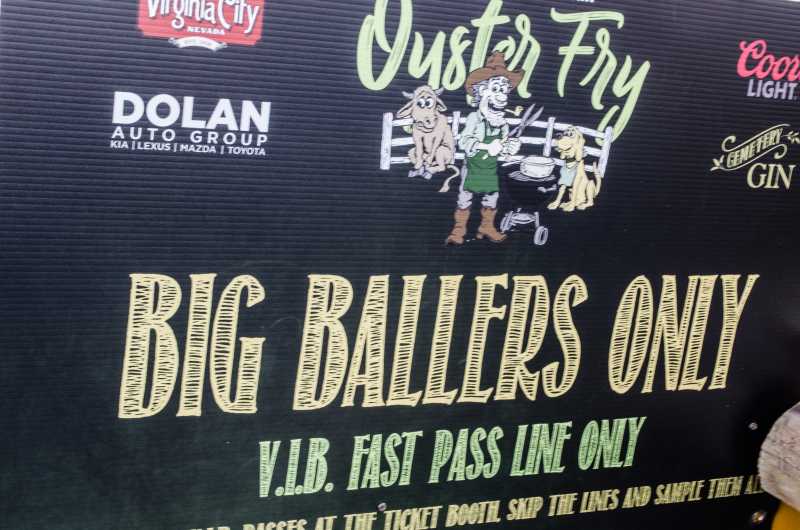 Virginia City
NEVADA
Oyster Fry
Coors
LIGHT
DOLAN
AUTO GROUP
KIA | LEXUS | MAZDA | TOYOTA
CEMETERY
GIN
BIG BALLERS ONLY
V.I.B. FAST PASS LINE ONLY
PASSES AT THE TICKET BOOTH. SKIP THE LINES AND SAMPLE THEM